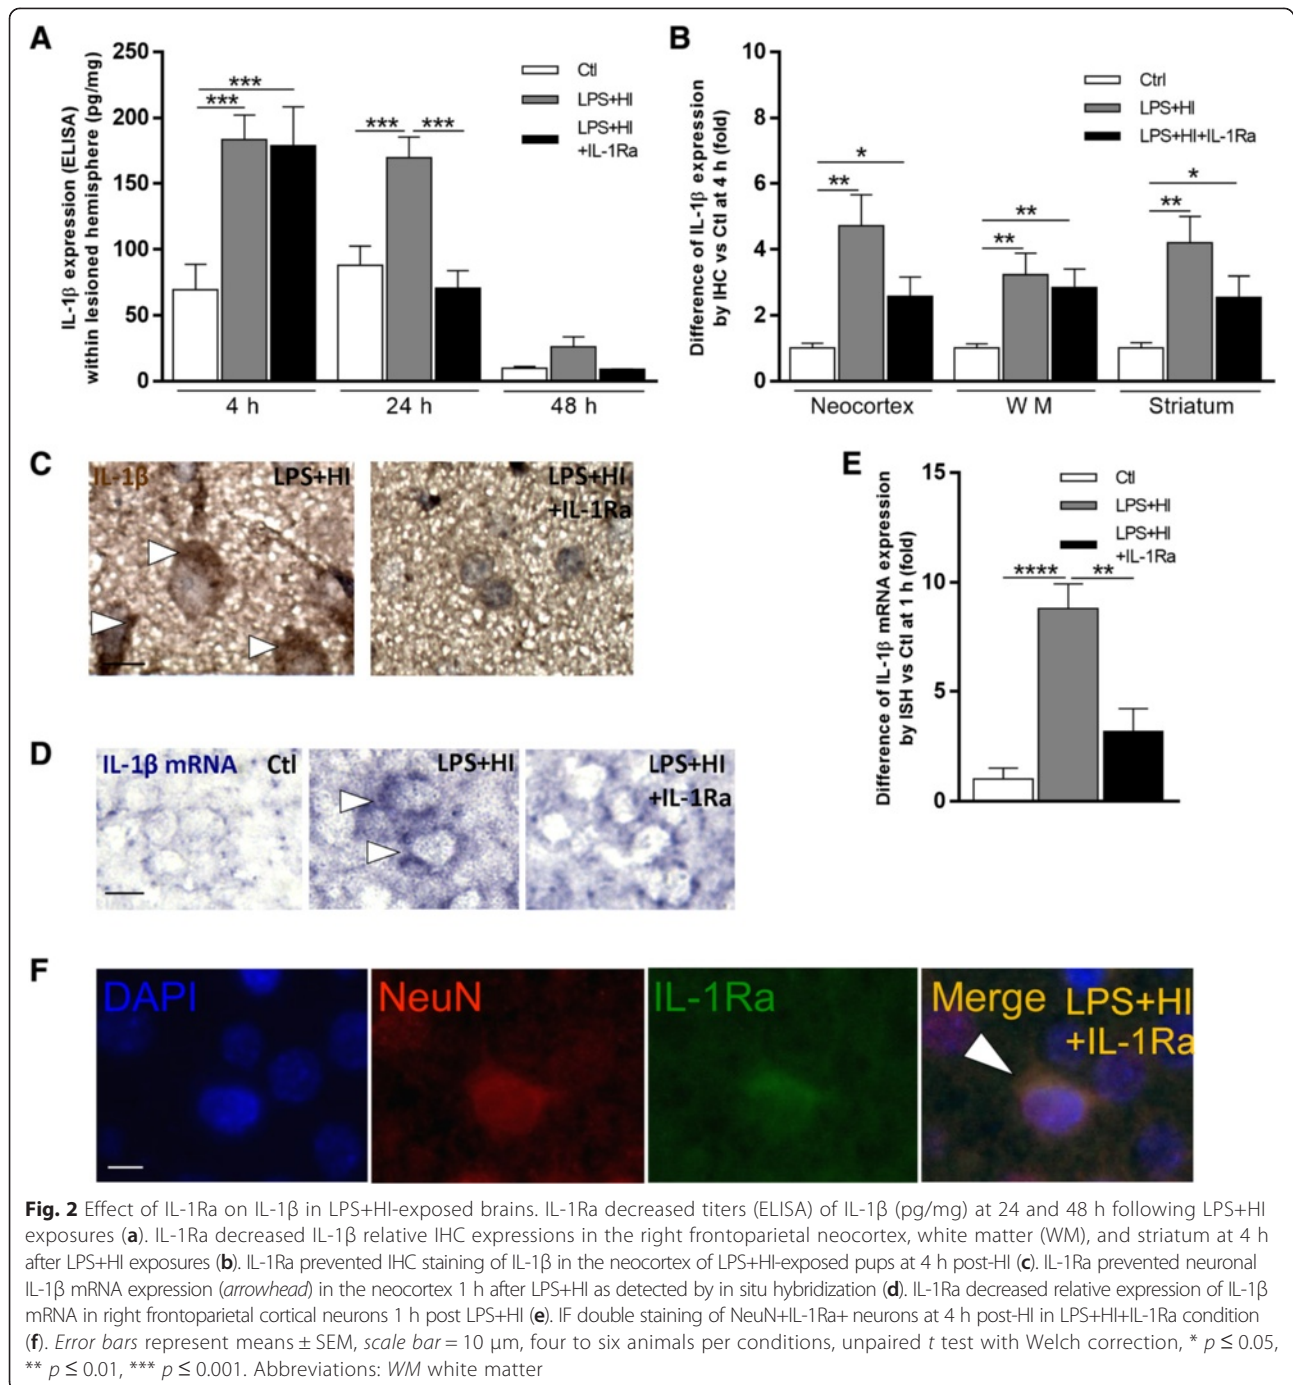 A
IL-1β expression (ELISA)
within lesioned hemisphere (pg/mg)
250
200
150
100
50
0
***
***
***
***
Ctl
LPS+HI
LPS+HI
+IL-1Ra
4 h
24 h
48 h
B
Difference of IL-1β expression
by IHC vs Ctl at 4 h (fold)
10
8
6
4
2
0
*
**
**
**
*
**
Ctrl
LPS+HI
LPS+HI+IL-1Ra
Neocortex
W M
Striatum
C
IL-1β
LPS+HI
LPS+HI
+IL-1Ra
D
IL-1β mRNA
Ctl
LPS+HI
LPS+HI
+IL-1Ra
E
Difference of IL-1β mRNA expression
by ISH vs Ctl at 1 h (fold)
15
10
5
0
Ctl
LPS+HI
LPS+HI
+IL-1Ra
****
**
F
DAPI
NeuN
IL-1Ra
Merge
LPS+HI
+IL-1Ra
Fig. 2 Effect of IL-1Ra on IL-1β in LPS+HI-exposed brains. IL-1Ra decreased titers (ELISA) of IL-1β (pg/mg) at 24 and 48 h following LPS+HI
exposures (a). IL-1Ra decreased IL-1β relative IHC expressions in the right frontoparietal neocortex, white matter (WM), and striatum at 4 h
after LPS+HI exposures (b). IL-1Ra prevented IHC staining of IL-1β in the neocortex of LPS+HI-exposed pups at 4 h post-HI (c). IL-1Ra prevented neuronal
IL-1β mRNA expression (arrowhead) in the neocortex 1 h after LPS+HI as detected by in situ hybridization (d). IL-1Ra decreased relative expression of IL-1β
mRNA in right frontoparietal cortical neurons 1 h post LPS+HI (e). IF double staining of NeuN+IL-1Ra+ neurons at 4 h post-HI in LPS+HI+IL-1Ra condition
(f). Error bars represent means ± SEM, scale bar = 10 μm, four to six animals per conditions, unpaired t test with Welch correction, * p ≤ 0.05,
** p ≤ 0.01, *** p ≤ 0.001. Abbreviations: WM white matter